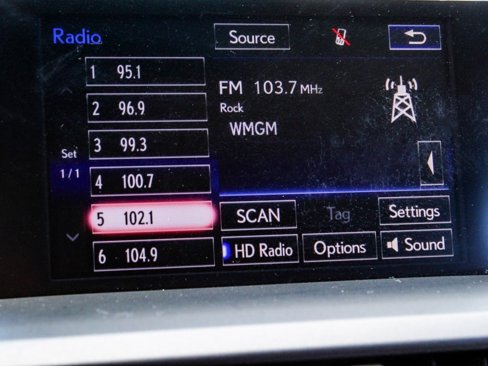 Radio
Source
1 95.1
2 96.9
3 99.3
4 100.7
5 102.1
6 104.9
Set
1/1
FM 103.7 MHz
Rock
WMGM
SCAN
Tag
Settings
HD Radio
Options
Sound